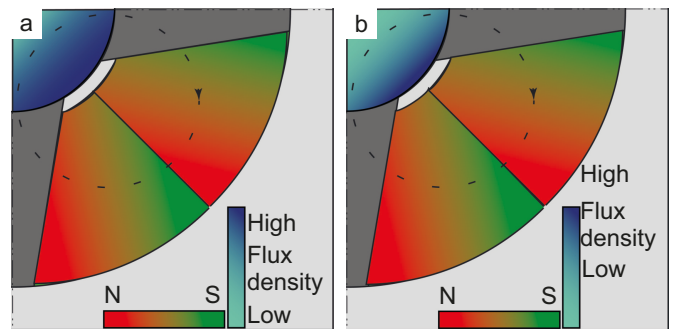 a
High
Flux
density
Low
N S
b
High
Flux
density
Low
N S